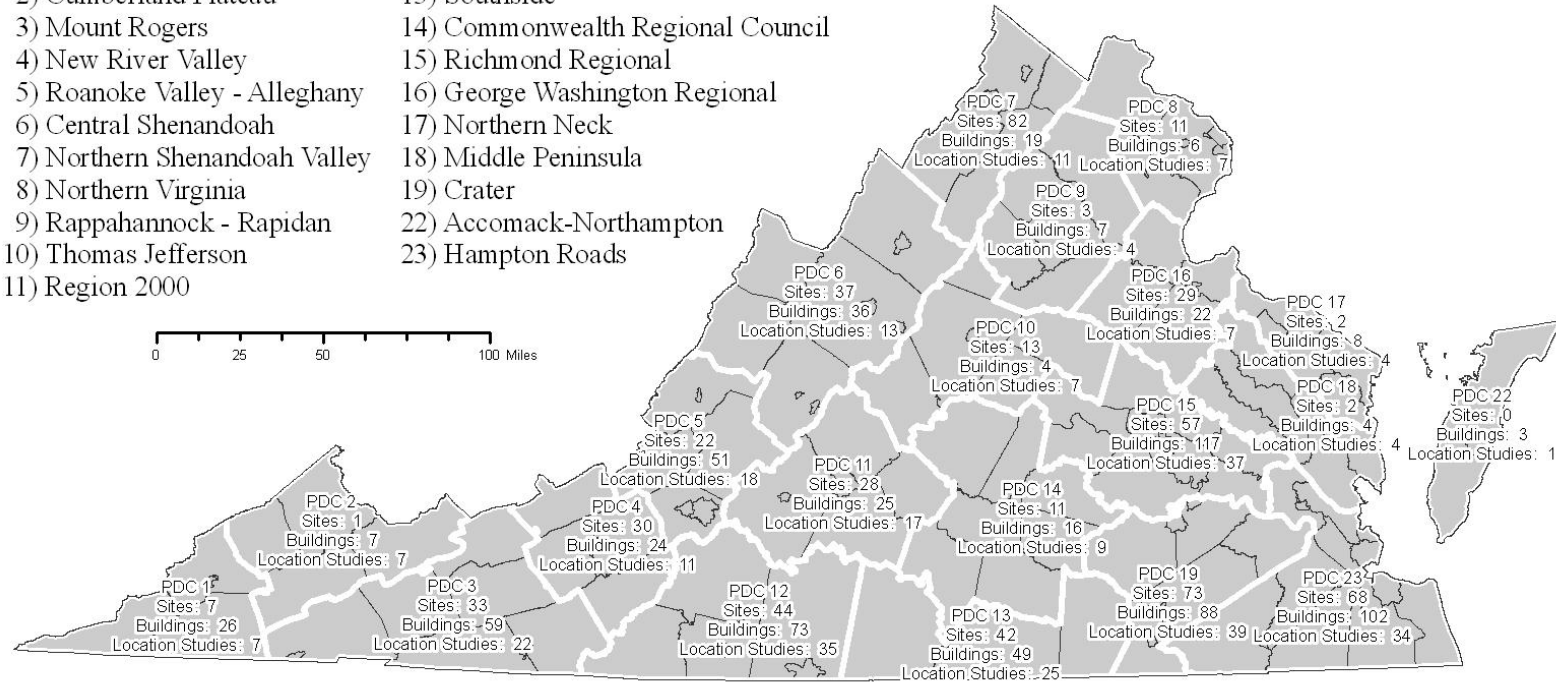 2) Cumberland Plateau
3) Mount Rogers
4) New River Valley
5) Roanoke Valley - Alleghany
6) Central Shenandoah
7) Northern Shenandoah Valley
8) Northern Virginia
9) Rappahannock - Rapidan
10) Thomas Jefferson
11) Region 2000
13) Southside
14) Commonwealth Regional Council
15) Richmond Regional
16) George Washington Regional
17) Northern Neck
18) Middle Peninsula
19) Crater
22) Accomack-Northampton
23) Hampton Roads
0 25 50 100 Miles
PDC 7
Sites: 82
Buildings: 19
Location Studies: 11
PDC 8
Sites: 11
Buildings: 6
Location Studies: 7
PDC 9
Sites: 3
Buildings: 7
Location Studies: 4
PDC 6
Sites: 37
Buildings: 36
Location Studies: 13
PDC 16
Sites: 29
Buildings: 22
Location Studies: 7
PDC 17
Sites: 2
Buildings: 8
Location Studies: 4
PDC 10
Sites: 13
Buildings: 4
Location Studies: 7
PDC 18
Sites: 2
Buildings: 4
Location Studies: 4
PDC 22
Sites: 0
Buildings: 3
Location Studies: 1
PDC 15
Sites: 57
Buildings: 117
Location Studies: 37
PDC 5
Sites: 22
Buildings: 51
Location Studies: 18
PDC 11
Sites: 28
Buildings: 25
Location Studies: 17
PDC 14
Sites: 11
Buildings: 16
Location Studies: 9
PDC 2
Sites: 1
Buildings: 7
Location Studies: 7
PDC 4
Sites: 30
Buildings: 24
Location Studies: 11
PDC 1
Sites: 7
Buildings: 26
Location Studies: 7
PDC 3
Sites: 33
Buildings: 59
Location Studies: 22
PDC 12
Sites: 44
Buildings: 73
Location Studies: 35
PDC 13
Sites: 42
Buildings: 49
Location Studies: 25
PDC 19
Sites: 73
Buildings: 88
Location Studies: 39
PDC 23
Sites: 68
Buildings: 102
Location Studies: 34